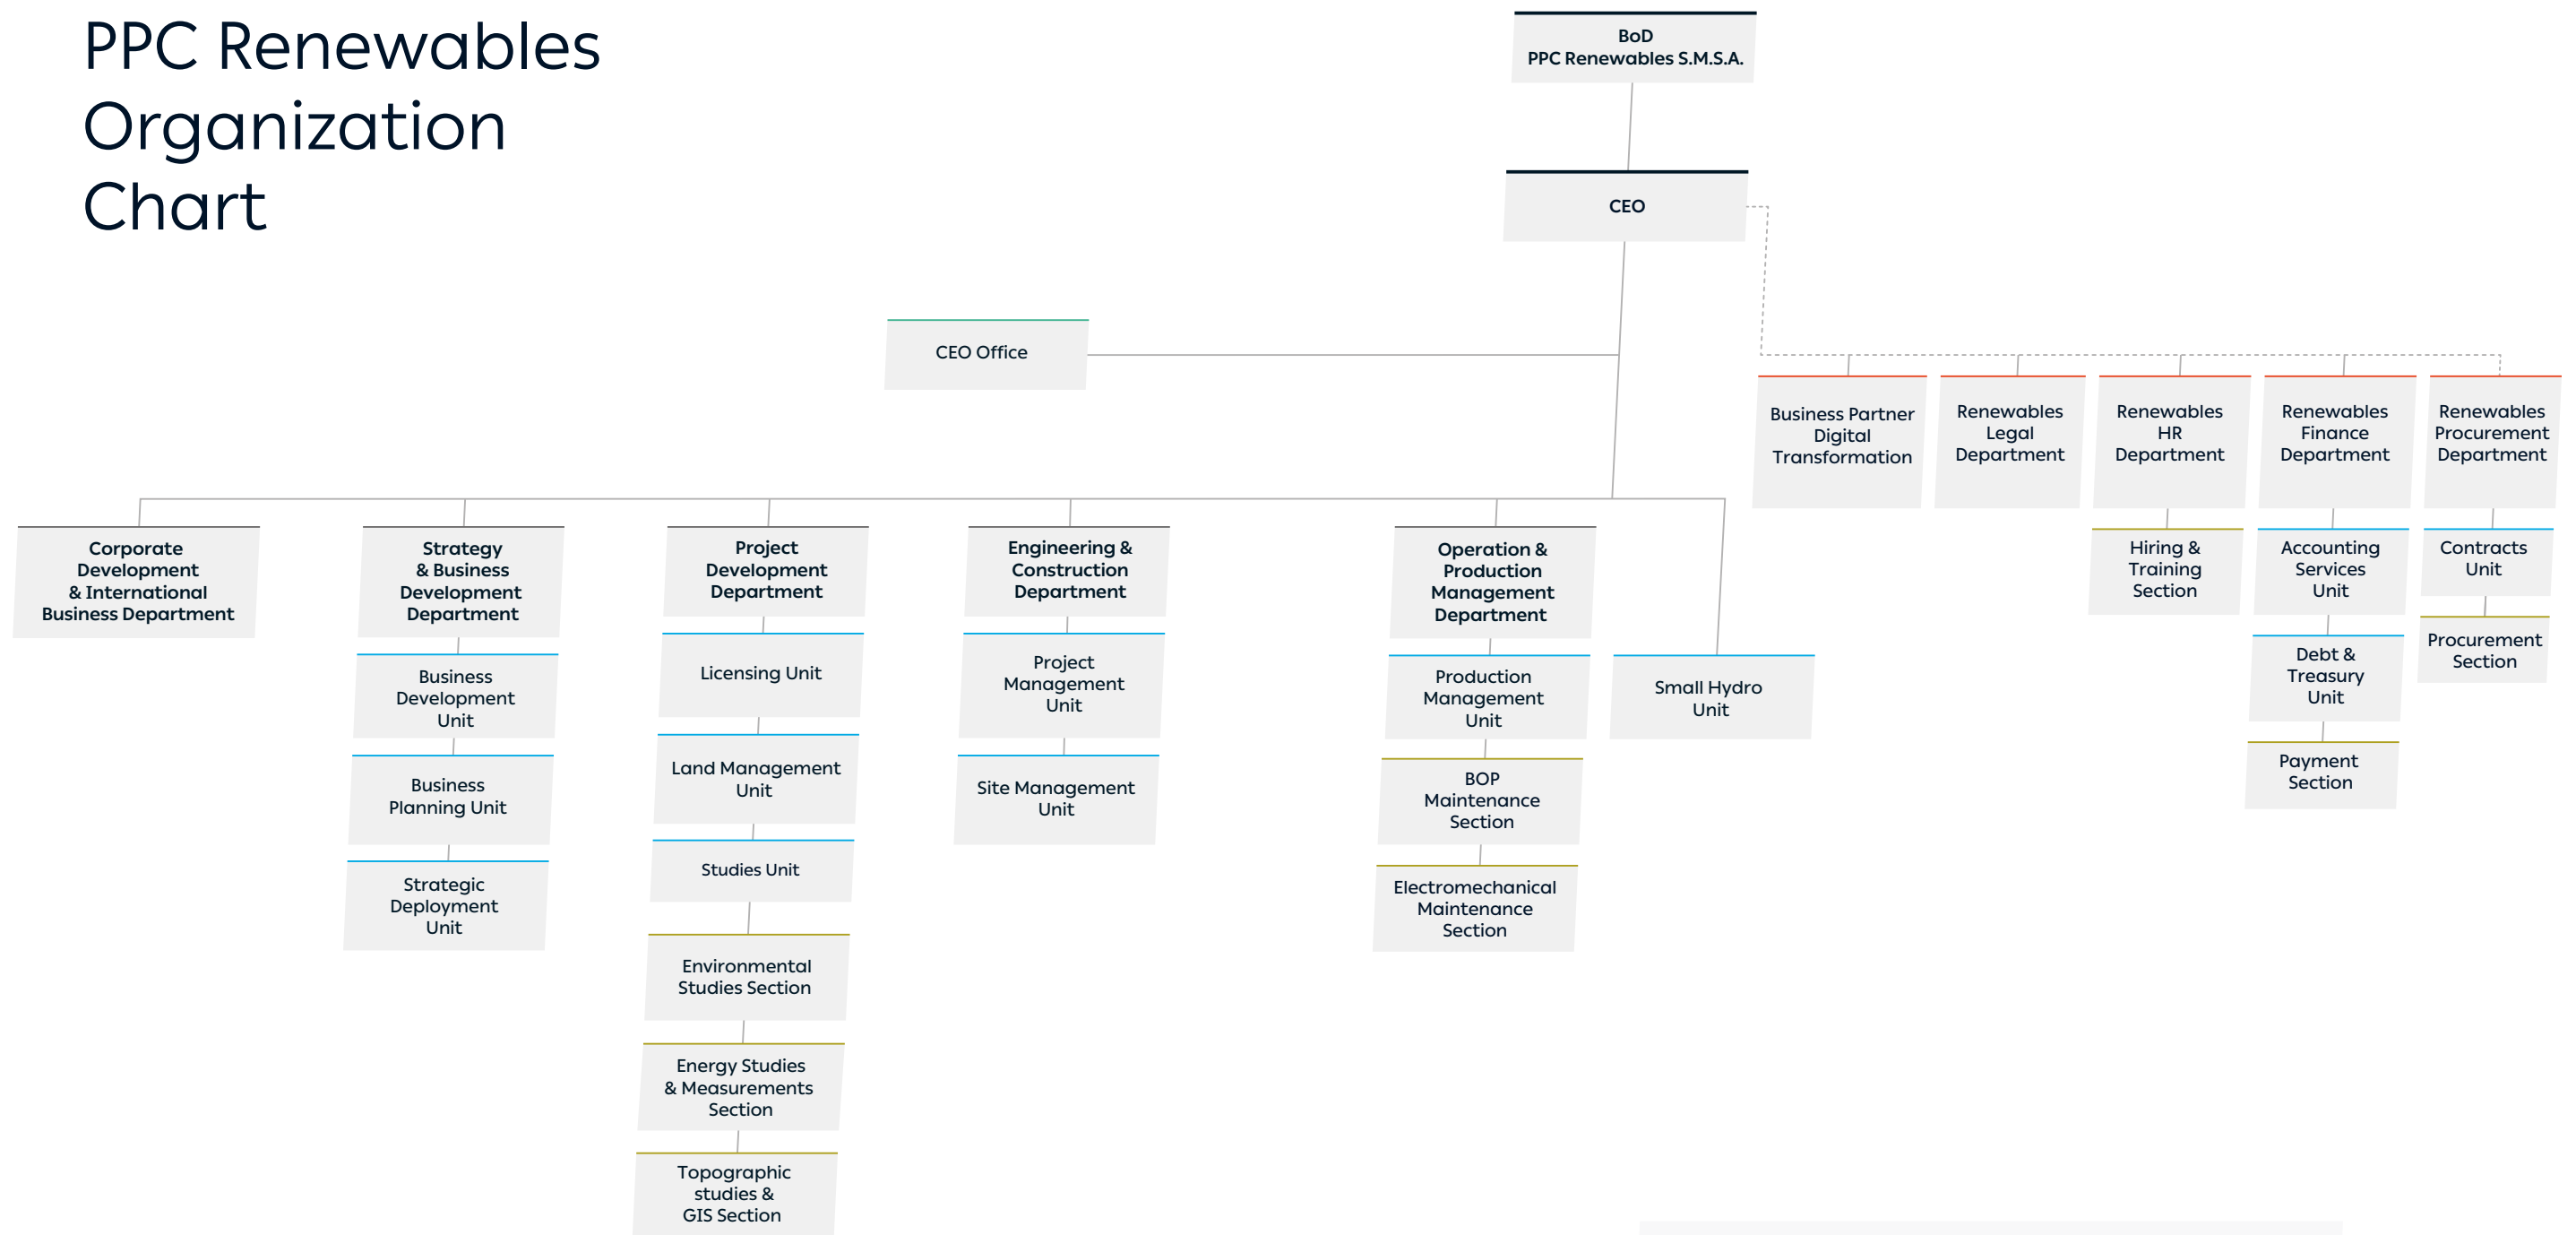 PPC Renewables
Organization
Chart
BoD
PPC Renewables S.M.S.A.
CEO
CEO Office
Business Partner
Digital
Transformation
Renewables
Legal
Department
Renewables
HR
Department
Renewables
Finance
Department
Renewables
Procurement
Department
Hiring &
Training
Section
Accounting
Services
Unit
Debt &
Treasury
Unit
Payment
Section
Contracts
Unit
Procurement
Section
Corporate
Development
& International
Business Department
Strategy
& Business
Development
Department
Business
Development
Unit
Business
Planning Unit
Strategic
Deployment
Unit
Project
Development
Department
Licensing Unit
Land Management
Unit
Studies Unit
Environmental
Studies Section
Energy Studies
& Measurements
Section
Topographic
studies &
GIS Section
Engineering &
Construction
Department
Project
Management
Unit
Site Management
Unit
Operation &
Production
Management
Department
Production
Management
Unit
BOP
Maintenance
Section
Electromechanical
Maintenance
Section
Small Hydro
Unit